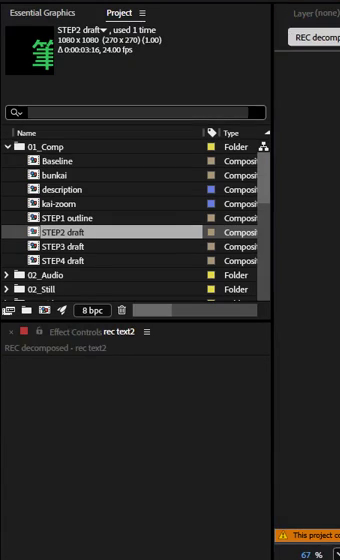 Essential Graphics
Project
Layer (none)
STEP2 draft, used 1 time
1080 x 1080 (270 x 270) (1.00)
Δ 0:00:03:16, 24.00 fps
筆
REC decomp
Name
Type
01_Comp
Folder
Baseline
Composi
bunkai
Composi
description
Composi
kai-zoom
Composi
STEP1 outline
Composi
STEP2 draft
Composi
STEP3 draft
Composi
STEP4 draft
Composi
02_Audio
Folder
02_Still
Folder
8 bpc
Effect Controls rec text2
REC decomposed • rec text2
This project co
67 %